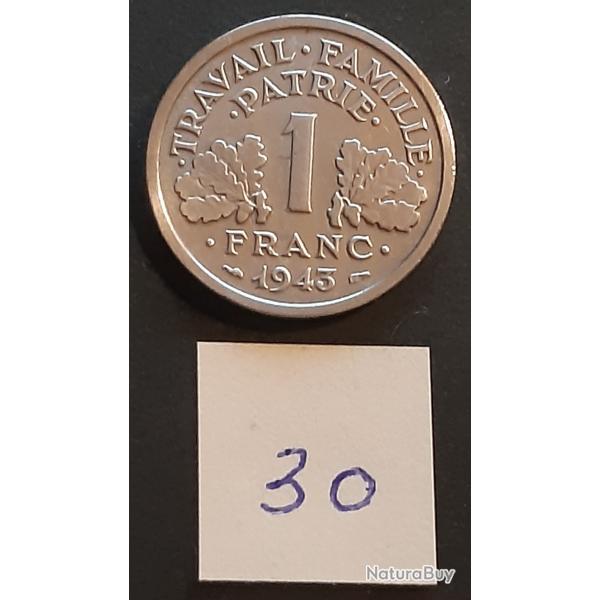 · TRAVAIL · FAMILLE ·
· PATRIE ·
1
· FRANC ·
1943
30
NaturaBuy